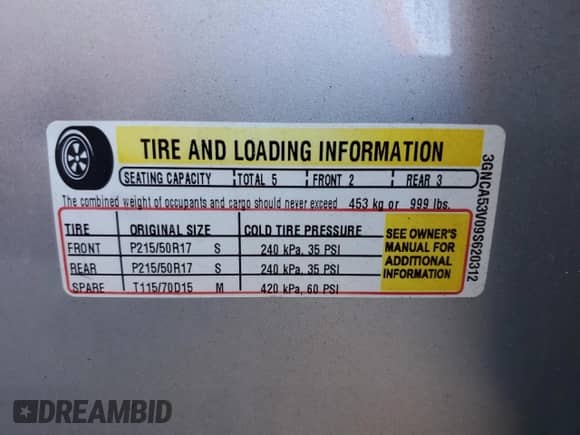 TIRE AND LOADING INFORMATION
SEATING CAPACITY TOTAL 5 FRONT 2 REAR 3
The combined weight of occupants and cargo should never exceed 453 kg or 999 lbs.
TIRE ORIGINAL SIZE COLD TIRE PRESSURE
FRONT P215/50R17 S 240 kPa, 35 PSI
REAR P215/50R17 S 240 kPa, 35 PSI
SPARE T115/70D15 M 420 kPa, 60 PSI
SEE OWNER'S
MANUAL FOR
ADDITIONAL
INFORMATION
3GNCA53V09S620312
DREAMBID